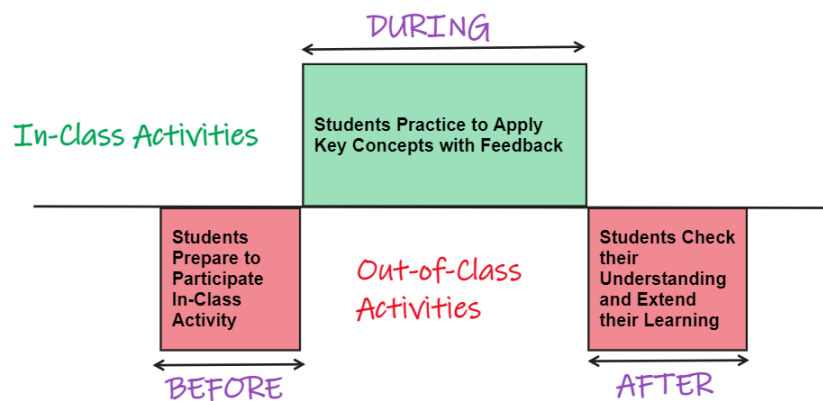 DURING
In-Class Activities
Students Practice to Apply
Key Concepts with Feedback
Students
Prepare to
Participate
In-Class
Activity
Out-of-Class
Activities
Students Check
their
Understanding
and Extend
their Learning
BEFORE
AFTER